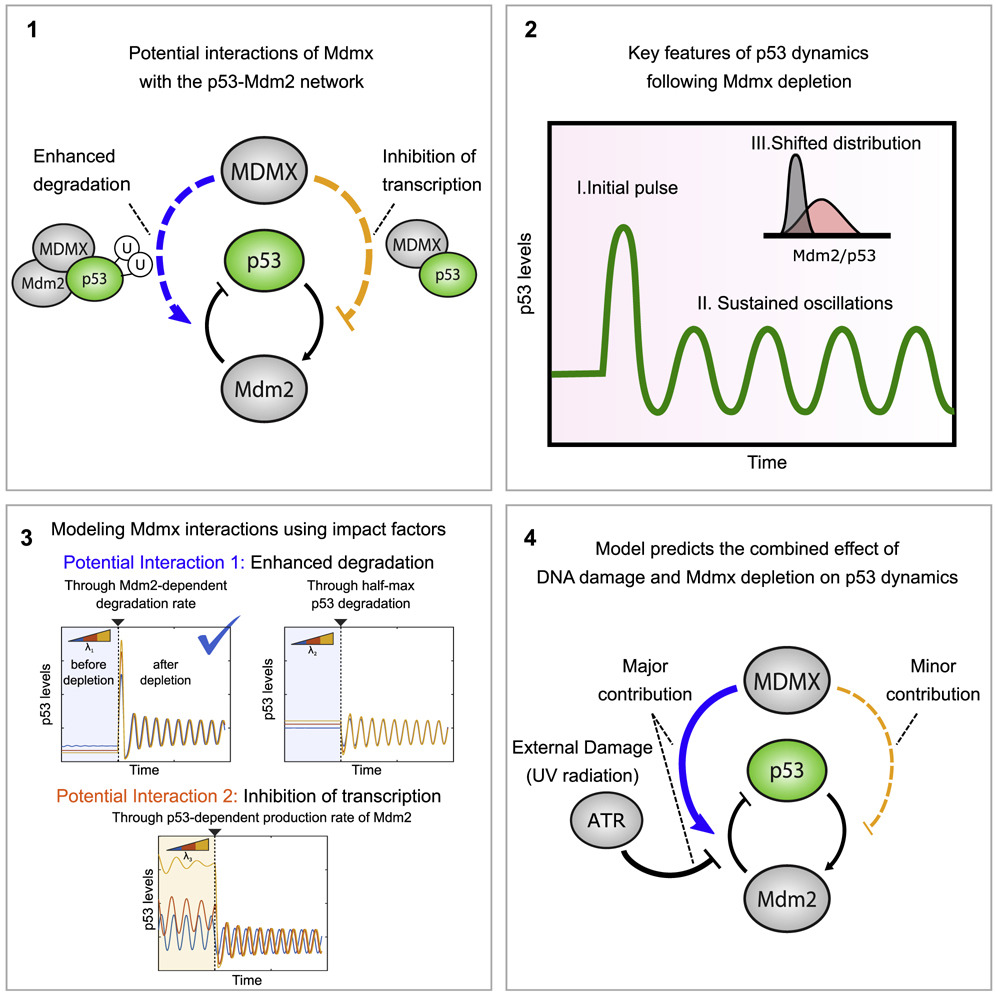 1
Potential interactions of Mdmx
with the p53-Mdm2 network
Enhanced
degradation
Inhibition of
transcription
MDMX
MDMX
Mdm2
p53
U
U
p53
MDMX
p53
Mdm2
2
Key features of p53 dynamics
following Mdmx depletion
III.Shifted distribution
I.Initial pulse
Mdm2/p53
II. Sustained oscillations
p53 levels
Time
3
Modeling Mdmx interactions using impact factors
Potential Interaction 1: Enhanced degradation
Through Mdm2-dependent
degradation rate
Through half-max
p53 degradation
λ1
before
depletion
after
depletion
p53 levels
Time
λ2
p53 levels
Time
Potential Interaction 2: Inhibition of transcription
Through p53-dependent production rate of Mdm2
λ3
p53 levels
Time
4
Model predicts the combined effect of
DNA damage and Mdmx depletion on p53 dynamics
Major
contribution
Minor
contribution
MDMX
External Damage
(UV radiation)
p53
ATR
Mdm2